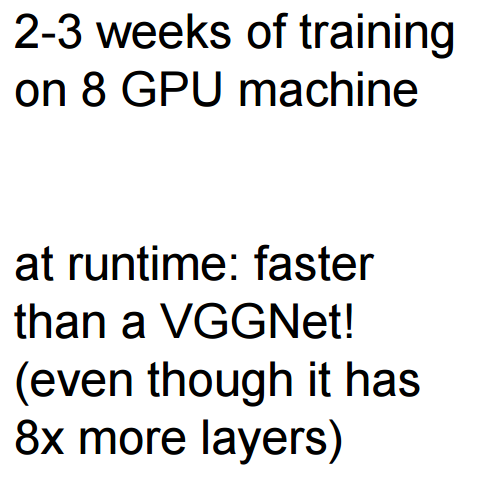 2-3 weeks of training
on 8 GPU machine
at runtime: faster
than a VGGNet!
(even though it has
8x more layers)